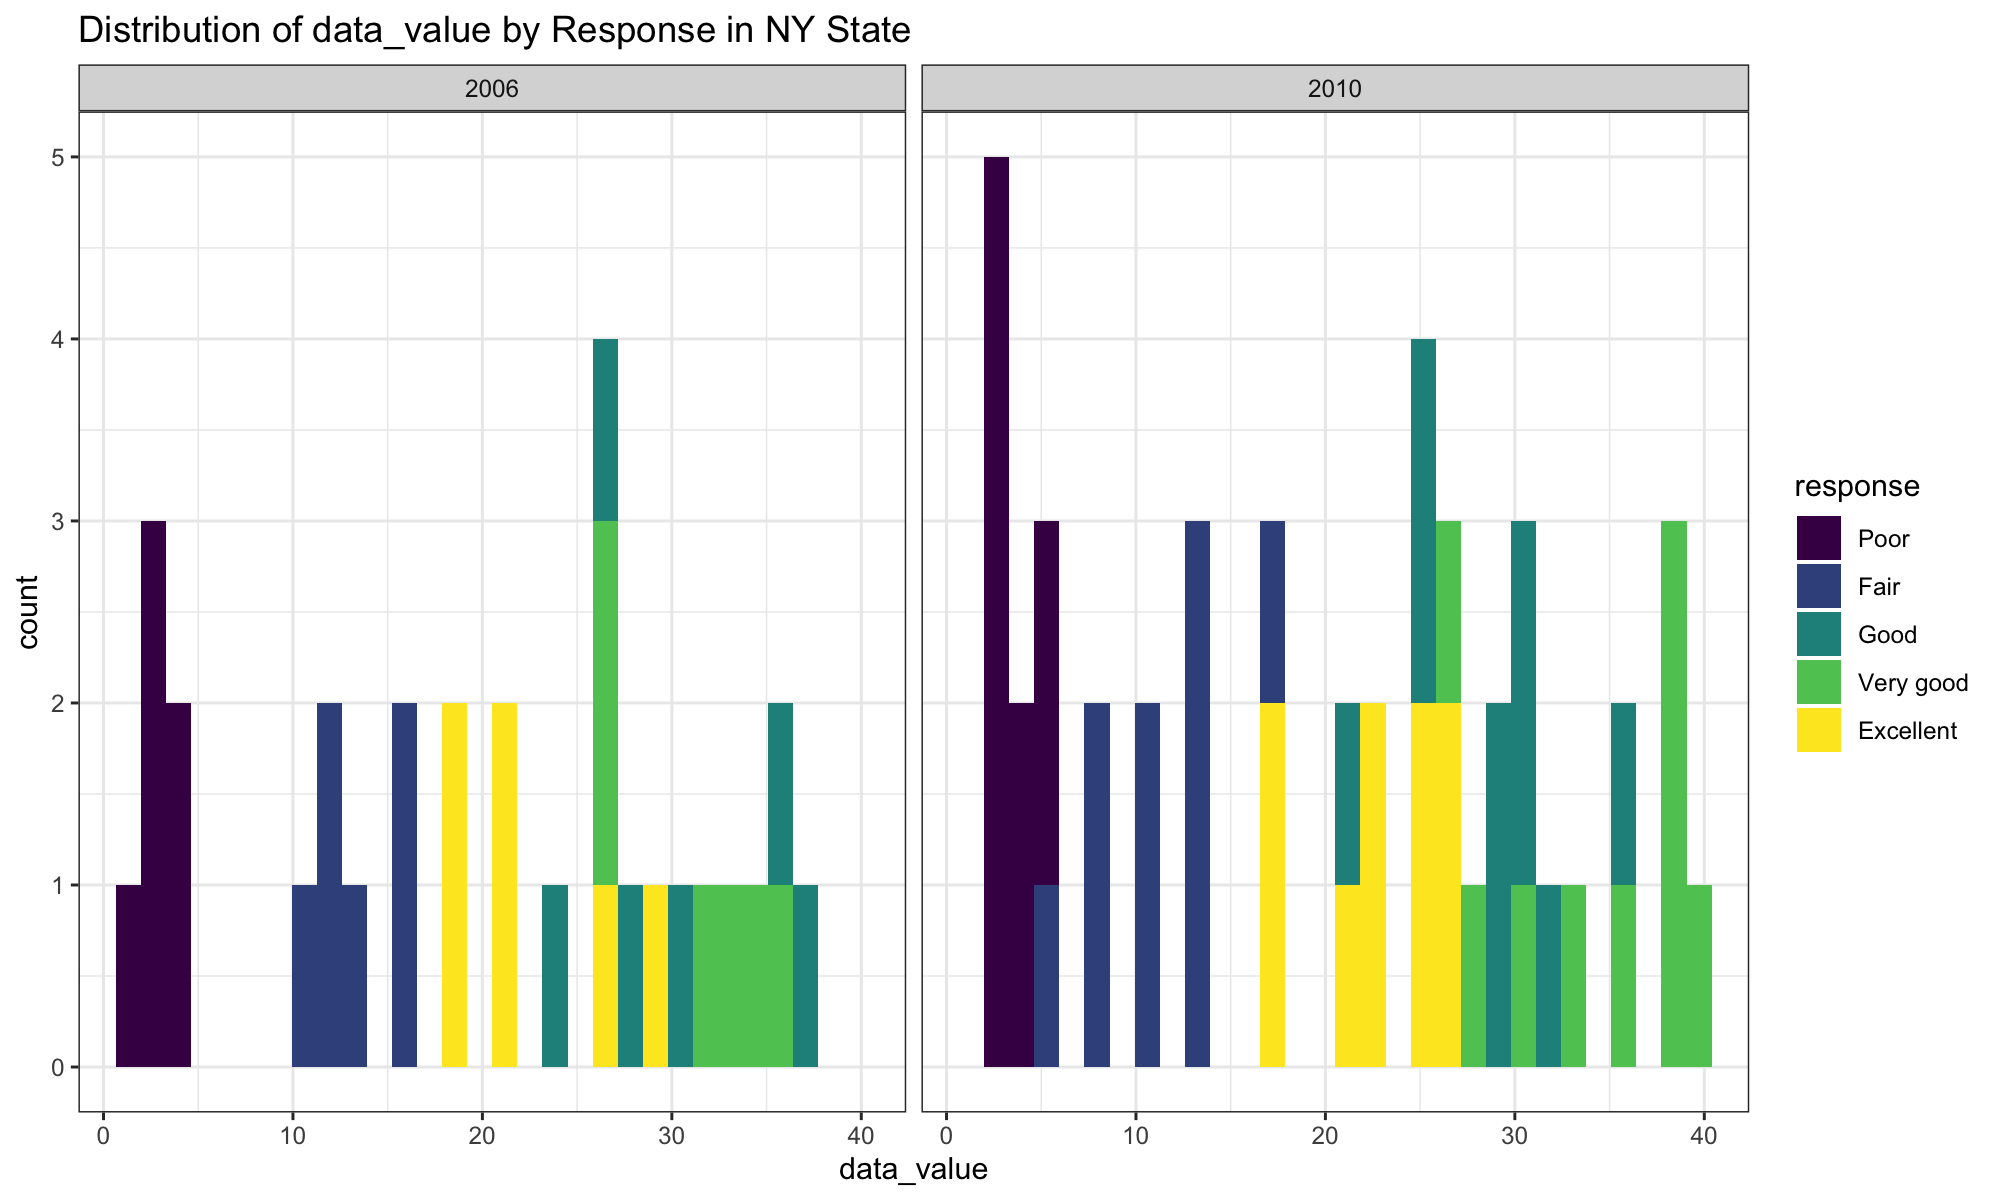 Distribution of data_value by Response in NY State
2006
2010
5
4
3
2
1
0
count
0 10 20 30 40
0 10 20 30 40
data_value
response
Poor
Fair
Good
Very good
Excellent